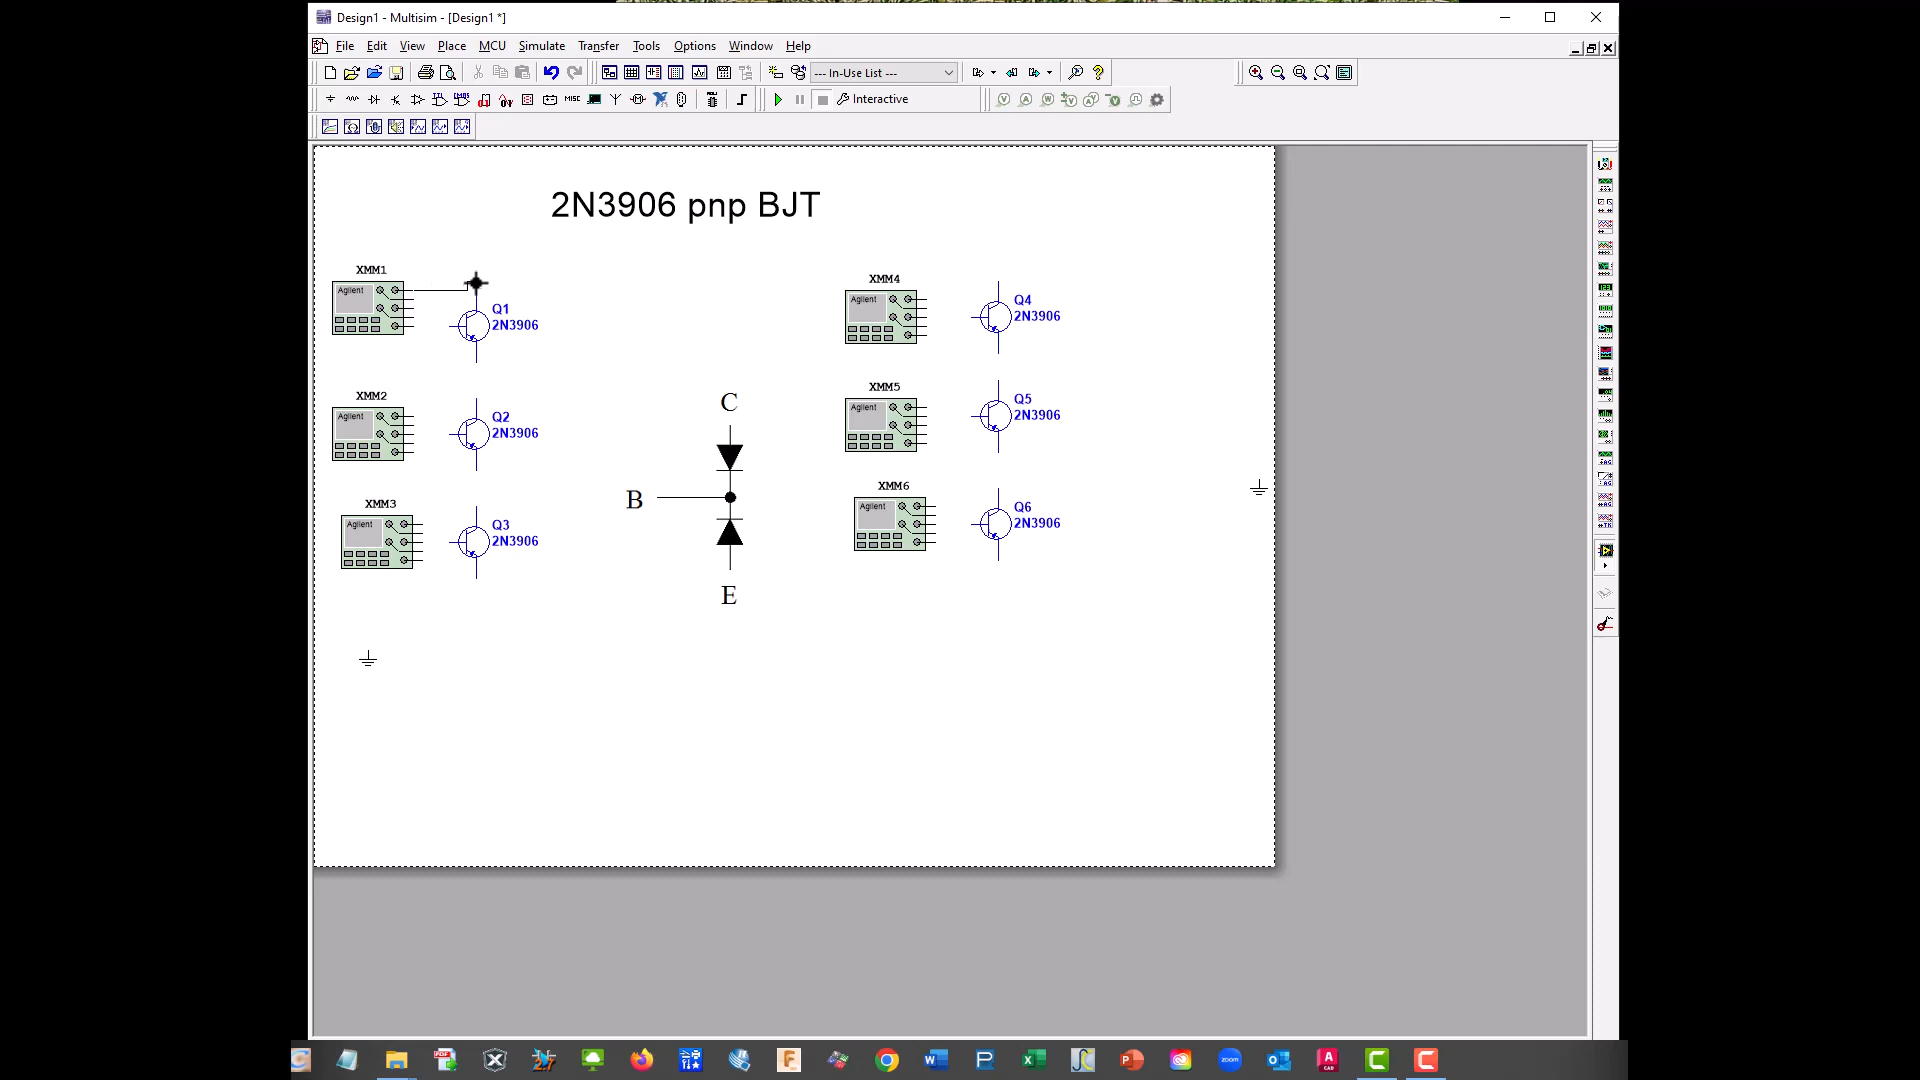 Design1 - Multisim - [Design1 *]
File Edit View Place MCU Simulate Transfer Tools Options Window Help
--- In-Use List ---
MISC Interactive
2N3906 pnp BJT
XMM1
Agilent
Q1
2N3906
XMM4
Agilent
Q4
2N3906
XMM2
Agilent
Q2
2N3906
C
XMM5
Agilent
Q5
2N3906
XMM3
Agilent
Q3
2N3906
B
XMM6
Agilent
Q6
2N3906
E